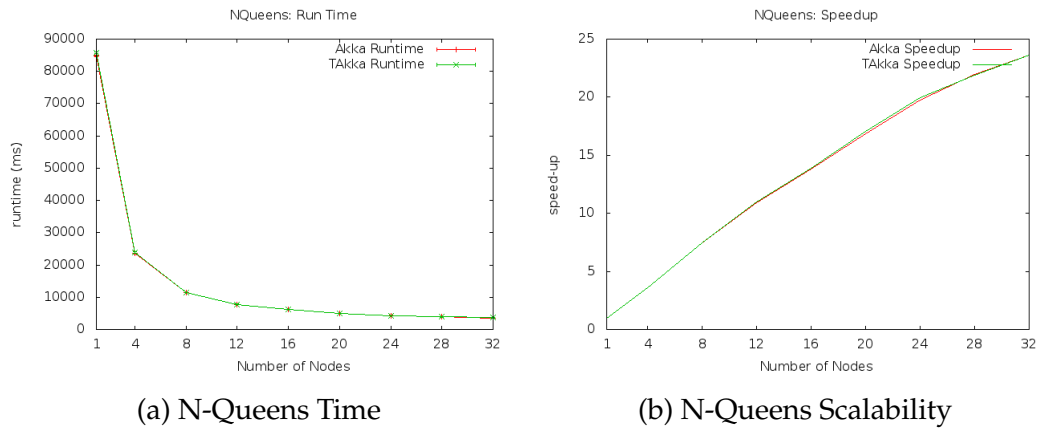 NQueens: Run Time
90000
80000
70000
60000
50000
40000
30000
20000
10000
0
runtime (ms)
Akka Runtime
TAkka Runtime
1 4 8 12 16 20 24 28 32
Number of Nodes
(a) N-Queens Time
NQueens: Speedup
25
20
15
10
5
0
speed-up
Akka Speedup
TAkka Speedup
1 4 8 12 16 20 24 28 32
Number of Nodes
(b) N-Queens Scalability